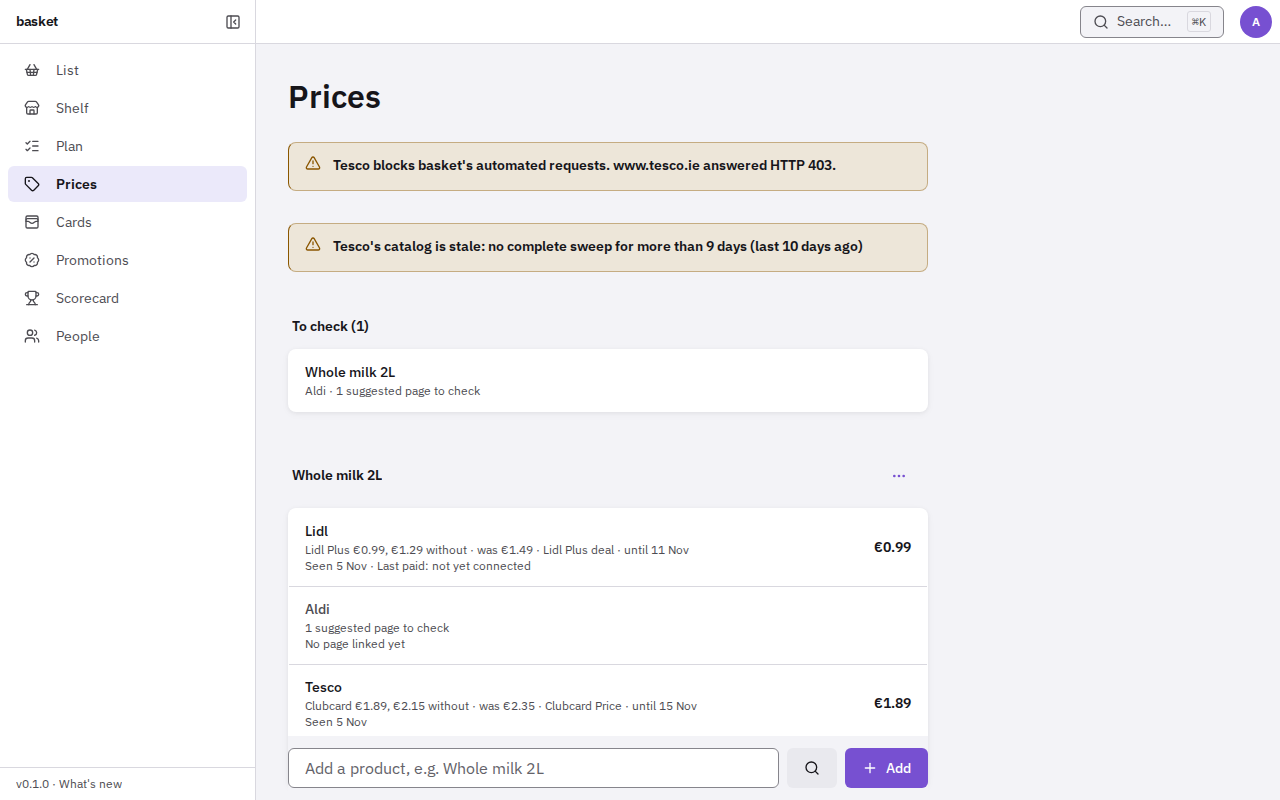 basket
Search...
⌘K
A
List
Shelf
Plan
Prices
Cards
Promotions
Scorecard
People
v0.1.0 · What's new
Prices
Tesco blocks basket's automated requests. www.tesco.ie answered HTTP 403.
Tesco's catalog is stale: no complete sweep for more than 9 days (last 10 days ago)
To check (1)
Whole milk 2L
Aldi · 1 suggested page to check
Whole milk 2L
Lidl
Lidl Plus €0.99, €1.29 without · was €1.49 · Lidl Plus deal · until 11 Nov
Seen 5 Nov · Last paid: not yet connected
€0.99
Aldi
1 suggested page to check
No page linked yet
Tesco
Clubcard €1.89, €2.15 without · was €2.35 · Clubcard Price · until 15 Nov
Seen 5 Nov
€1.89
Add a product, e.g. Whole milk 2L
Add